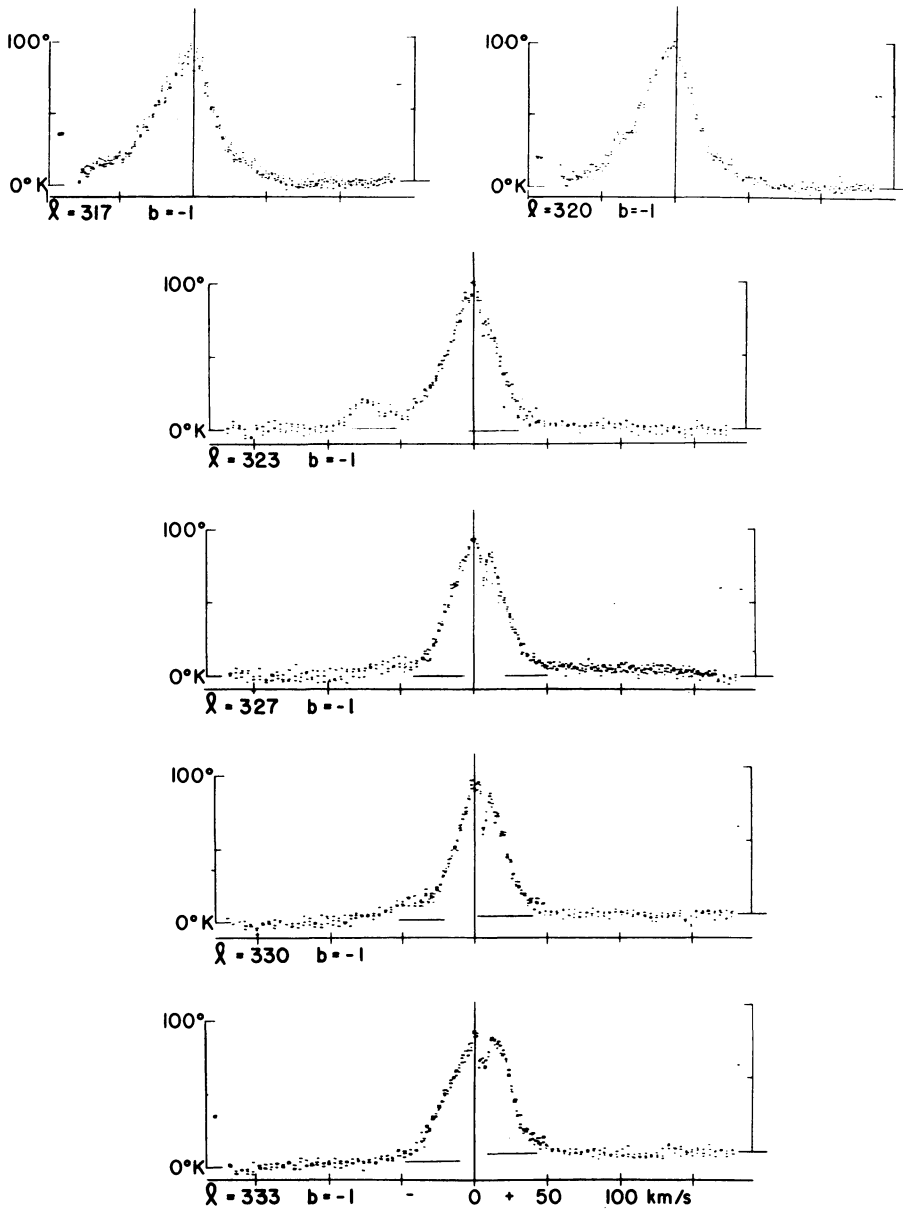 100° 100°
0°K 0°K
ℓ = 317 b = -1 ℓ = 320 b = -1
100°
0°K
ℓ = 323 b = -1
100°
0°K
ℓ = 327 b = -1
100°
0°K
ℓ = 330 b = -1
100°
0°K
ℓ = 333 b = -1 - 0 + 50 100 km/s